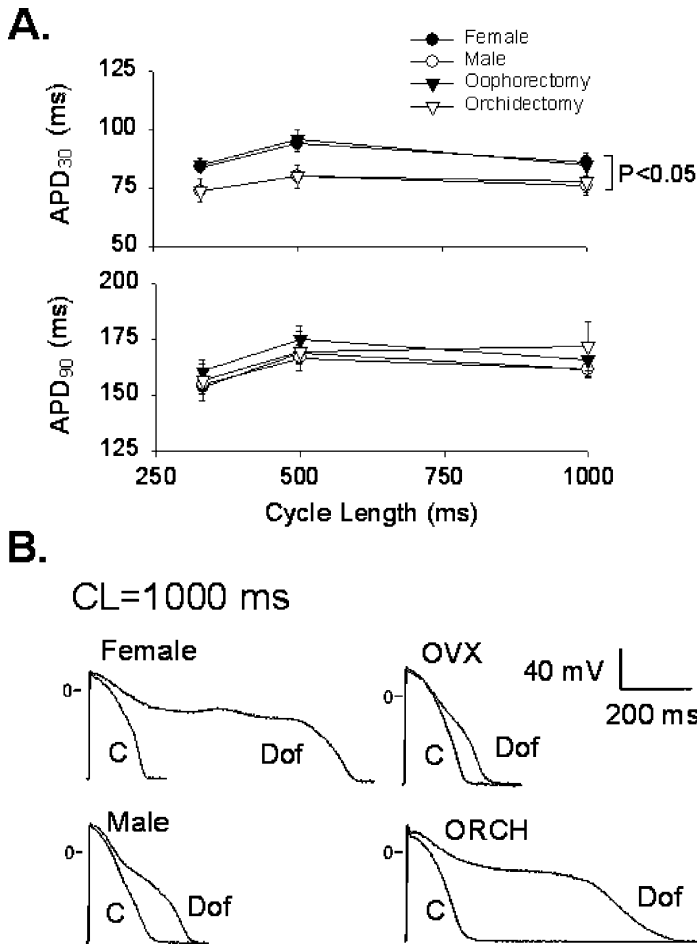 A.
Female
Male
Oophorectomy
Orchidectomy
125
100
75
50
APD30 (ms)
P<0.05
200
175
150
125
APD90 (ms)
250 500 750 1000
Cycle Length (ms)
B.
CL=1000 ms
Female
0-
C
Dof
OVX
0-
C
Dof
40 mV
200 ms
Male
0-
C
Dof
ORCH
0-
C
Dof